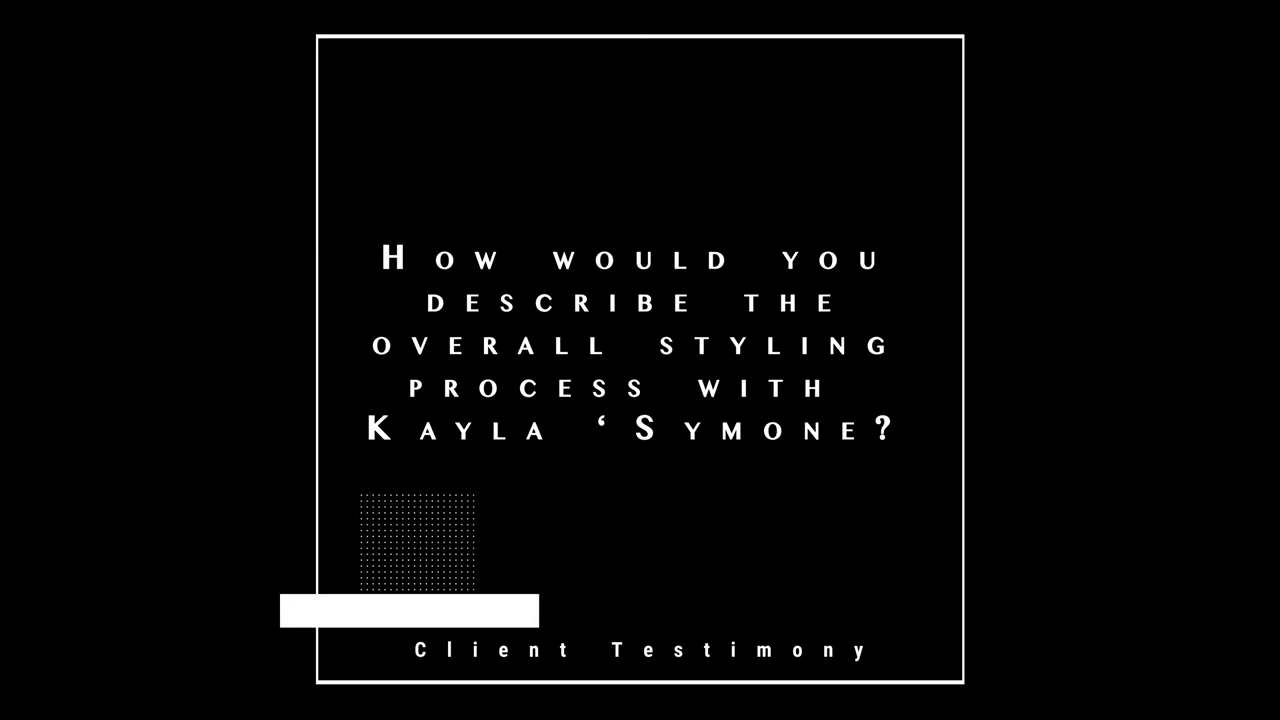 How would you
describe the
overall styling
process with
Kayla ‘Symone?
Client Testimony